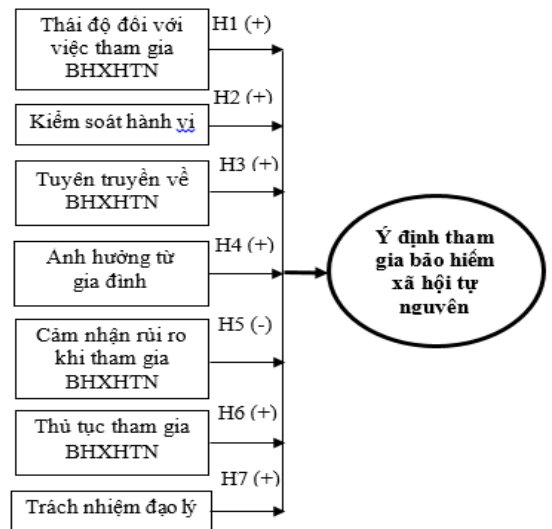 Thái độ đối với
việc tham gia
BHXHTN
H1 (+)
Kiểm soát hành vi
H2 (+)
Tuyên truyền về
BHXHTN
H3 (+)
Ảnh hưởng từ
gia đình
H4 (+)
Cảm nhận rủi ro
khi tham gia
BHXHTN
H5 (-)
Thủ tục tham gia
BHXHTN
H6 (+)
Trách nhiệm đạo lý
H7 (+)
Ý định tham
gia bảo hiểm
xã hội tự
nguyện